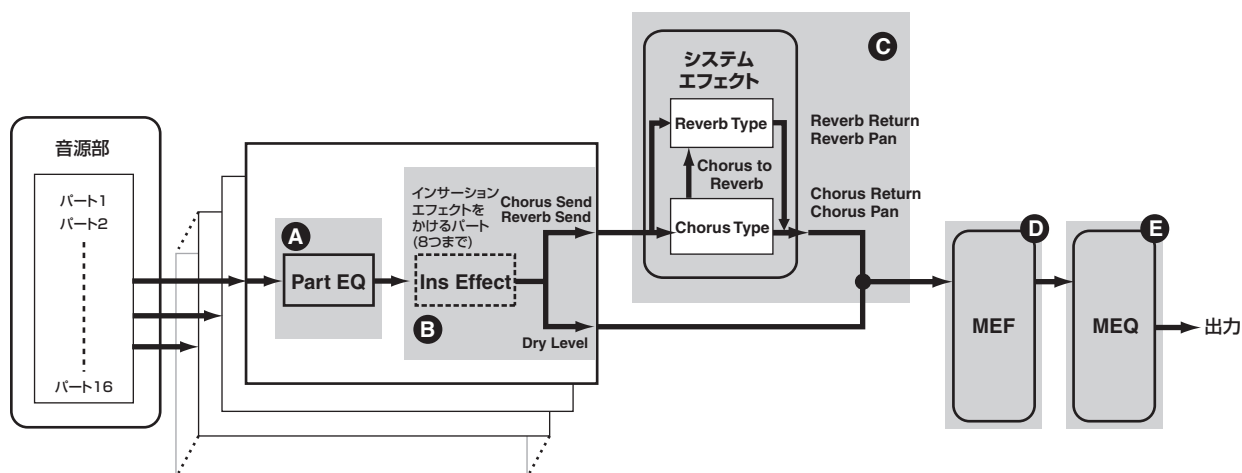 音源部
パート1
パート2
パート16
A
Part EQ
インサーション
エフェクトを
かけるパート
(8つまで)
Ins Effect
B
Chorus Send
Reverb Send
Dry Level
システム
エフェクト
C
Reverb Type
Chorus to
Reverb
Chorus Type
Reverb Return
Reverb Pan
Chorus Return
Chorus Pan
D
MEF
E
MEQ
出力